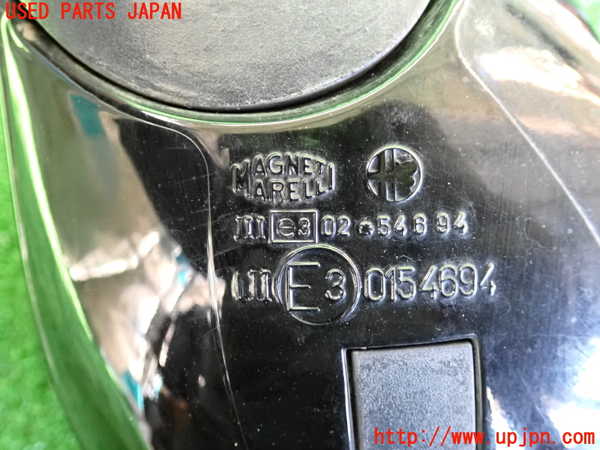 USED PARTS JAPAN
MAGNETI
MARELLI
III e3 02*54694
III E3 0154694
http://www.upjpn.com/